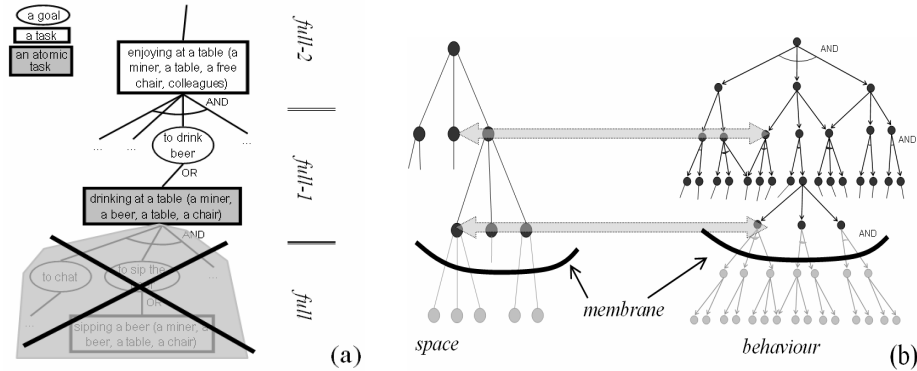 a goal
a task
an atomic
task
enjoying at a table (a
miner, a table, a free
chair, colleagues)
AND
...
...
to drink
beer
OR
drinking at a table (a miner,
a beer, a table, a chair)
AND
to chat
to sip the
...
...
OR
sipping a beer (a miner, a
beer, a table, a chair)
full-2
full-1
full
(a)
AND
AND
AND
membrane
space
behaviour
(b)